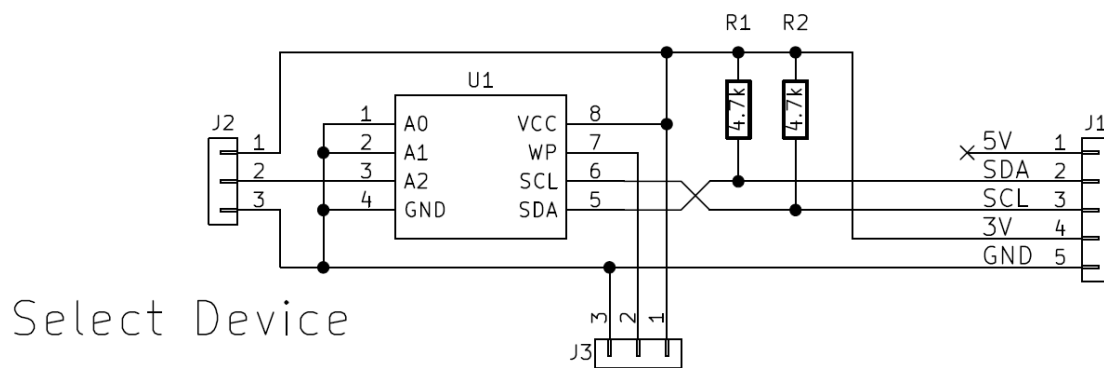 R1 R2
U1
J2 J1
1 1 A0 VCC 8 4.7k 4.7k 5V 1
2 A1 WP 7 SDA 2
2 3 A2 SCL 6 SCL 3
3 4 GND SDA 5 3V 4
GND 5
Select Device
3 2 1
J3